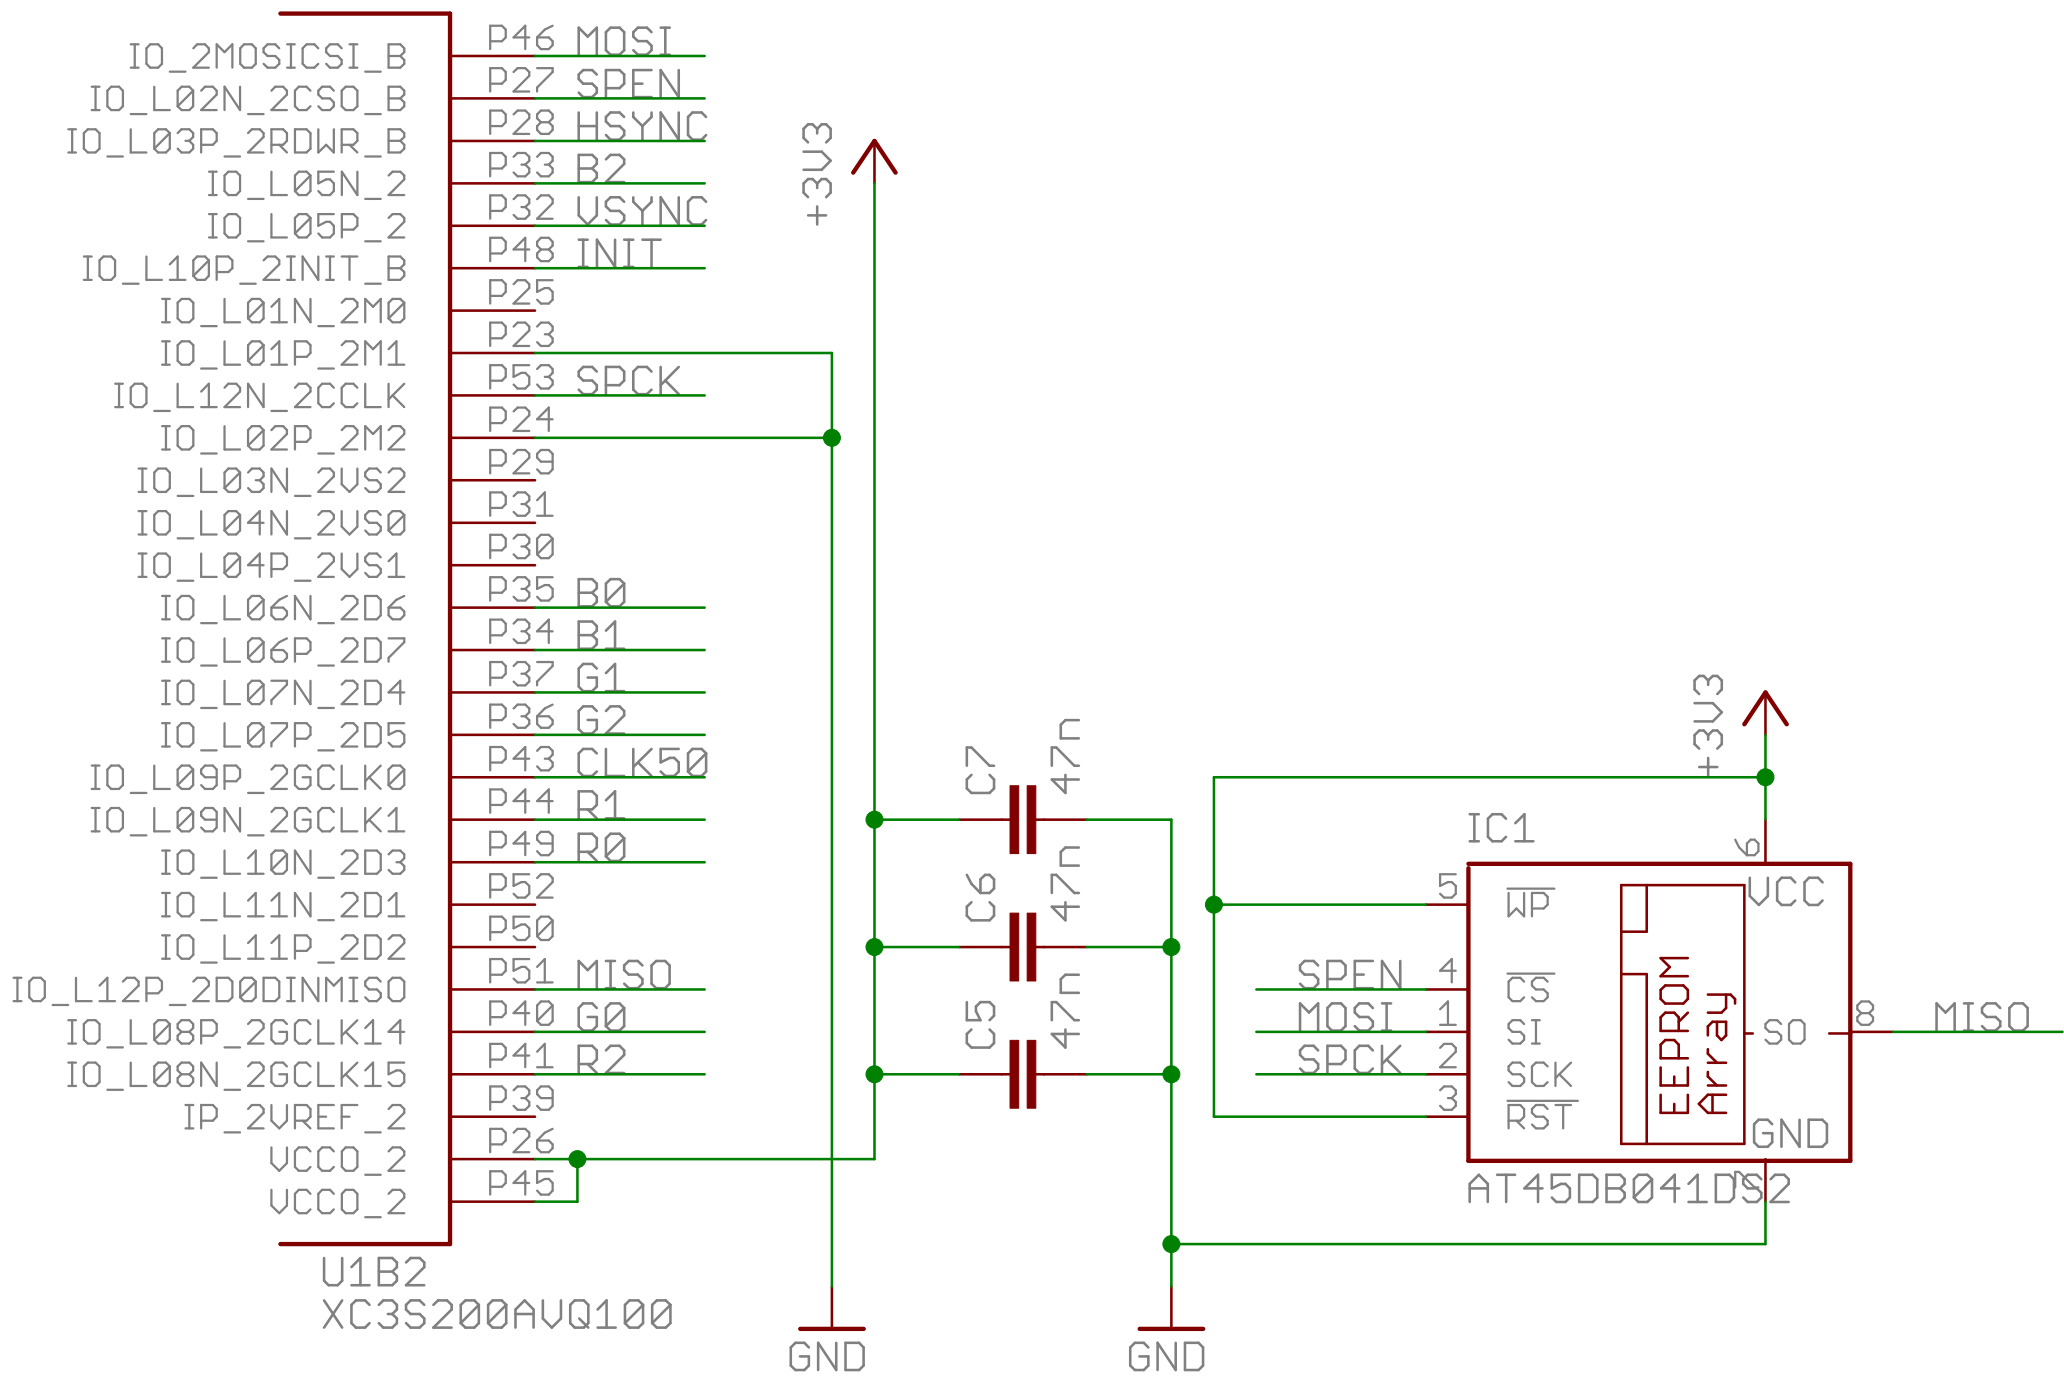 IO_2MOSICSI_B P46 MOSI
IO_L02N_2CSO_B P27 SPEN
IO_L03P_2RDWR_B P28 HSYNC
IO_L05N_2 P33 B2
IO_L05P_2 P32 VSYNC
IO_L10P_2INIT_B P48 INIT
IO_L01N_2M0 P25
IO_L01P_2M1 P23
IO_L12N_2CCLK P53 SPCK
IO_L02P_2M2 P24
IO_L03N_2VS2 P29
IO_L04N_2VS0 P31
IO_L04P_2VS1 P30
IO_L06N_2D6 P35 B0
IO_L06P_2D7 P34 B1
IO_L07N_2D4 P37 G1
IO_L07P_2D5 P36 G2
IO_L09P_2GCLK0 P43 CLK50
IO_L09N_2GCLK1 P44 R1
IO_L10N_2D3 P49 R0
IO_L11N_2D1 P52
IO_L11P_2D2 P50
IO_L12P_2D0DINMISO P51 MISO
IO_L08P_2GCLK14 P40 G0
IO_L08N_2GCLK15 P41 R2
IP_2VREF_2 P39
VCCO_2 P26
VCCO_2 P45
U1B2
XC3S200AVQ100
+3V3
C7 47n
C6 47n
C5 47n
GND
GND
+3V3
IC1
6
VCC
5 WP
SPEN 4 CS
MOSI 1 SI
SPCK 2 SCK
3 RST
EEPROM
Array
SO 8 MISO
GND
7
AT45DB041DS2